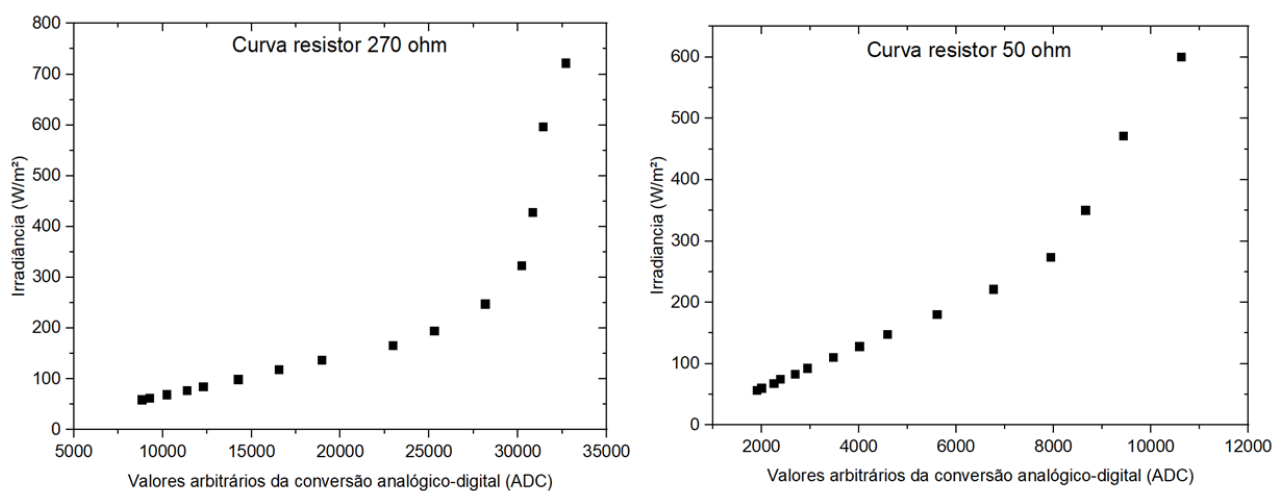 Curva resistor 270 ohm
Irradiância (W/m²)
800
700
600
500
400
300
200
100
0
5000 10000 15000 20000 25000 30000 35000
Valores arbitrários da conversão analógico-digital (ADC)
Curva resistor 50 ohm
Irradiancia (W/m²)
600
500
400
300
200
100
0
2000 4000 6000 8000 10000 12000
Valores arbitrários da conversão analógico-digital (ADC)